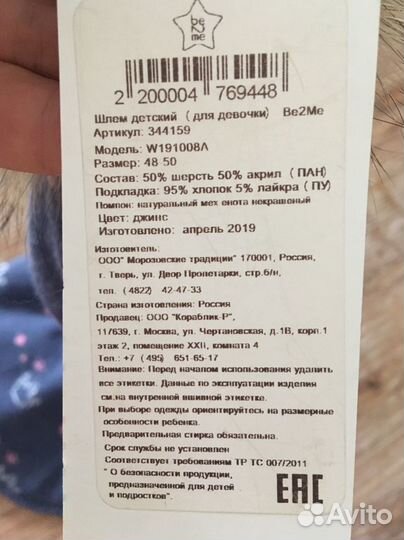 be
2
me
2 200004 769448
Шлем детский ( для девочки) Be2Me
Артикул: 344159
Модель: W191008Л
Размер: 48-50
Состав: 50% шерсть 50% акрил ( ПАН)
Подкладка: 95% хлопок 5% лайкра ( ПУ)
Помпон: натуральный мех енота некрашеный
Цвет: джинс
Изготовлено: апрель 2019
Изготовитель:
ООО" Морозовские традиции" 170001, Россия,
г. Тверь, ул. Двор Пролетарки, стр.б/н,
тел. ( 4822) 42-47-33
Страна изготовления: Россия
Продавец: ООО "Кораблик-Р",
117639, г. Москва, ул. Чертановская, д.1В, корп.1
этаж 2, помещение XXII, комната 4
Тел.: +7 ( 495) 651-65-17
Внимание: Перед началом использования удалить
все этикетки. Данные по эксплуатации изделия
см.на внутренней вшивной этикетке.
При выборе одежды ориентируйтесь на размерные
особенности ребенка.
Предварительная стирка обязательна.
Срок службы не установлен
Соответствует требованиям ТР ТС 007/2011
" О безопасности продукции,
предназначенной для детей
и подростков".
EAC
Avito